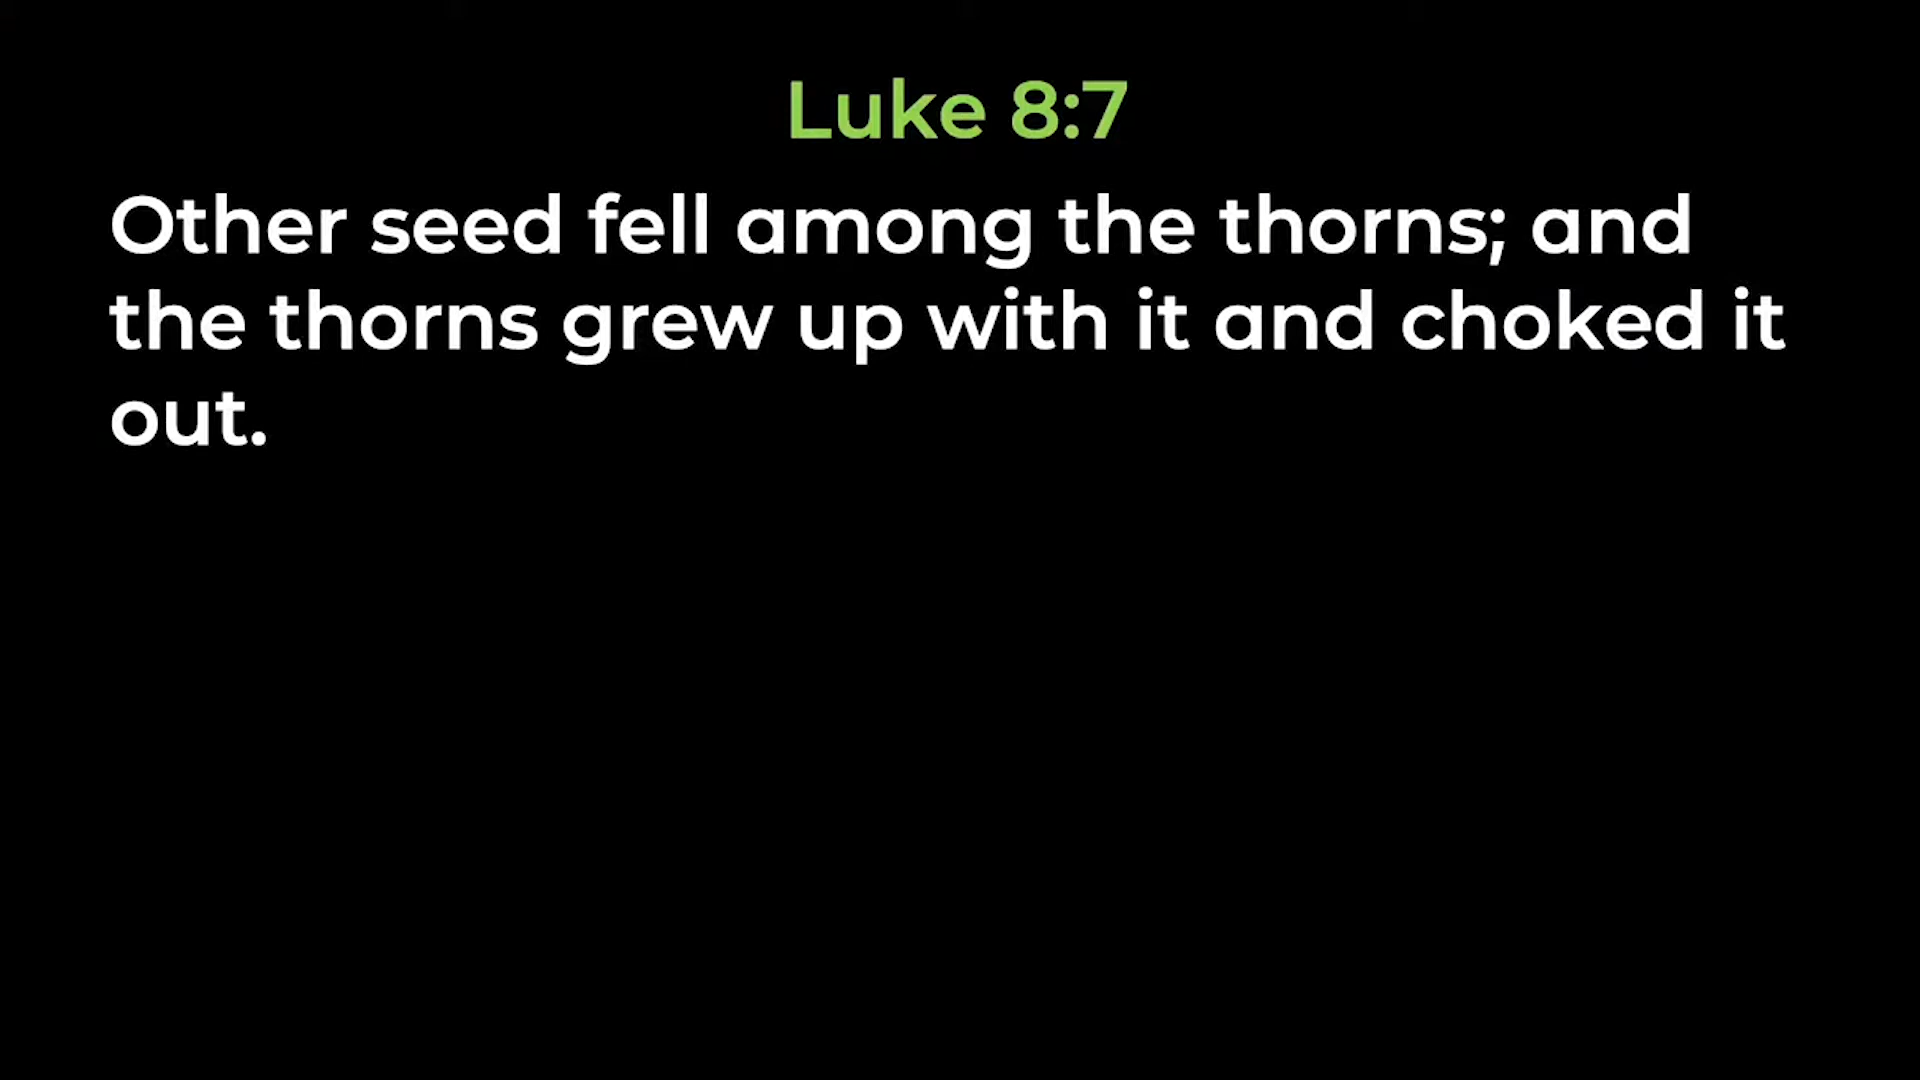 Luke 8:7
Other seed fell among the thorns; and
the thorns grew up with it and choked it
out.